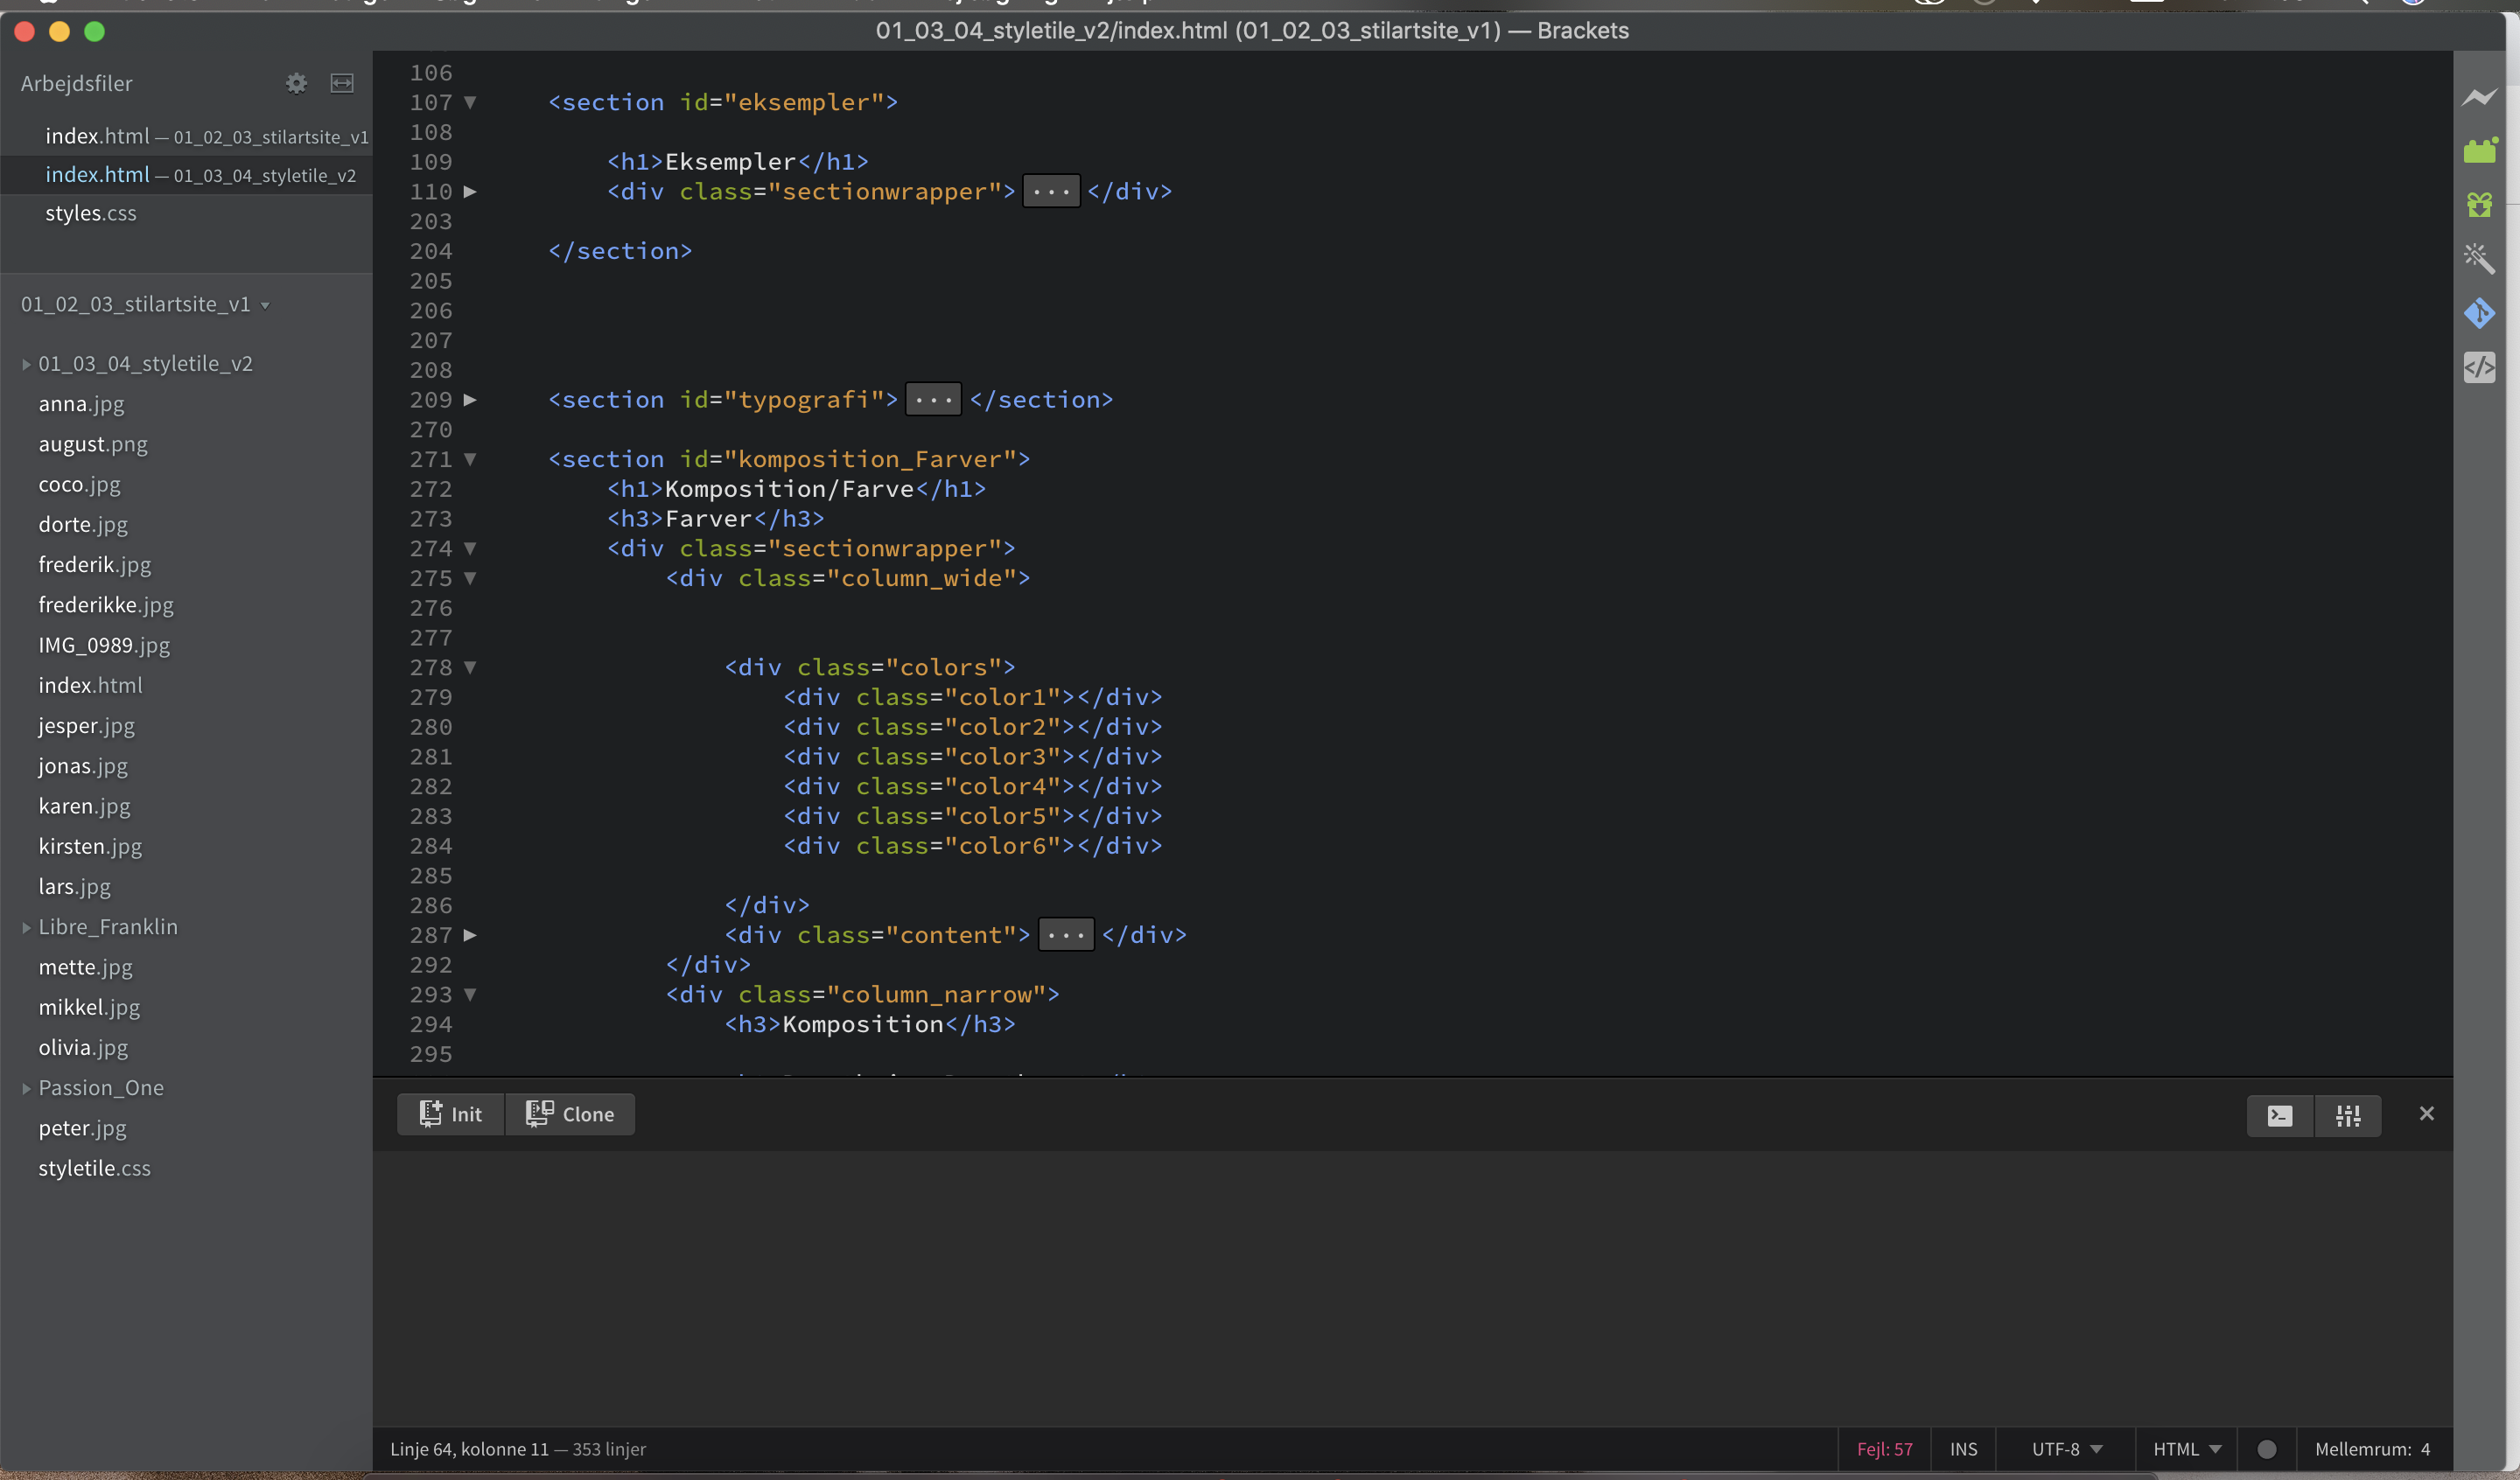 01_03_04_styletile_v2/index.html (01_02_03_stilartsite_v1) — Brackets
Arbejdsfiler
index.html — 01_02_03_stilartsite_v1
index.html — 01_03_04_styletile_v2
styles.css
01_02_03_stilartsite_v1
01_03_04_styletile_v2
anna.jpg
august.png
coco.jpg
dorte.jpg
frederik.jpg
frederikke.jpg
IMG_0989.jpg
index.html
jesper.jpg
jonas.jpg
karen.jpg
kirsten.jpg
lars.jpg
Libre_Franklin
mette.jpg
mikkel.jpg
olivia.jpg
Passion_One
peter.jpg
styletile.css
106
107 <section id="eksempler">
108
109 <h1>Eksempler</h1>
110 <div class="sectionwrapper"> ... </div>
203
204 </section>
205
206
207
208
209 <section id="typografi"> ... </section>
270
271 <section id="komposition_Farver">
272 <h1>Komposition/Farve</h1>
273 <h3>Farver</h3>
274 <div class="sectionwrapper">
275 <div class="column_wide">
276
277
278 <div class="colors">
279 <div class="color1"></div>
280 <div class="color2"></div>
281 <div class="color3"></div>
282 <div class="color4"></div>
283 <div class="color5"></div>
284 <div class="color6"></div>
285
286 </div>
287 <div class="content"> ... </div>
292 </div>
293 <div class="column_narrow">
294 <h3>Komposition</h3>
295
Init Clone
Linje 64, kolonne 11 — 353 linjer Fejl: 57 INS UTF-8 HTML Mellemrum: 4